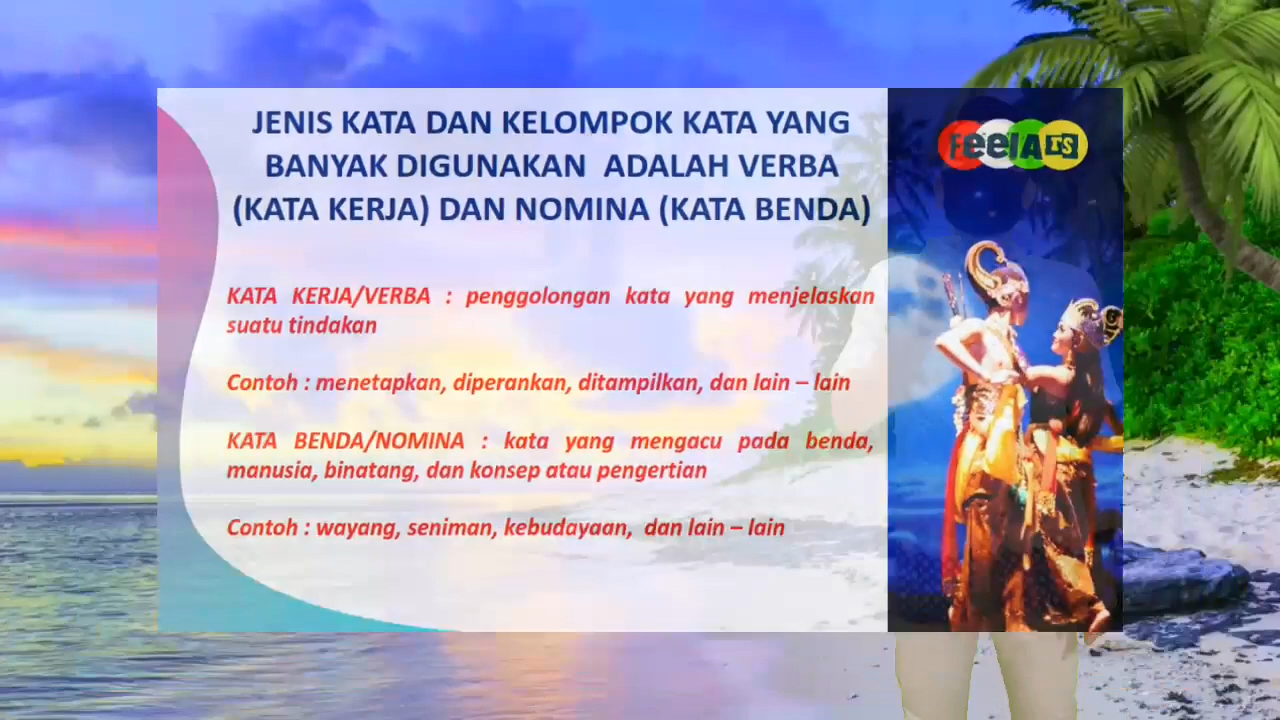 JENIS KATA DAN KELOMPOK KATA YANG
BANYAK DIGUNAKAN ADALAH VERBA
(KATA KERJA) DAN NOMINA (KATA BENDA)
KATA KERJA/VERBA : penggolongan kata yang menjelaskan
suatu tindakan
Contoh : menetapkan, diperankan, ditampilkan, dan lain – lain
KATA BENDA/NOMINA : kata yang mengacu pada benda,
manusia, binatang, dan konsep atau pengertian
Contoh : wayang, seniman, kebudayaan, dan lain – lain
FeelArs